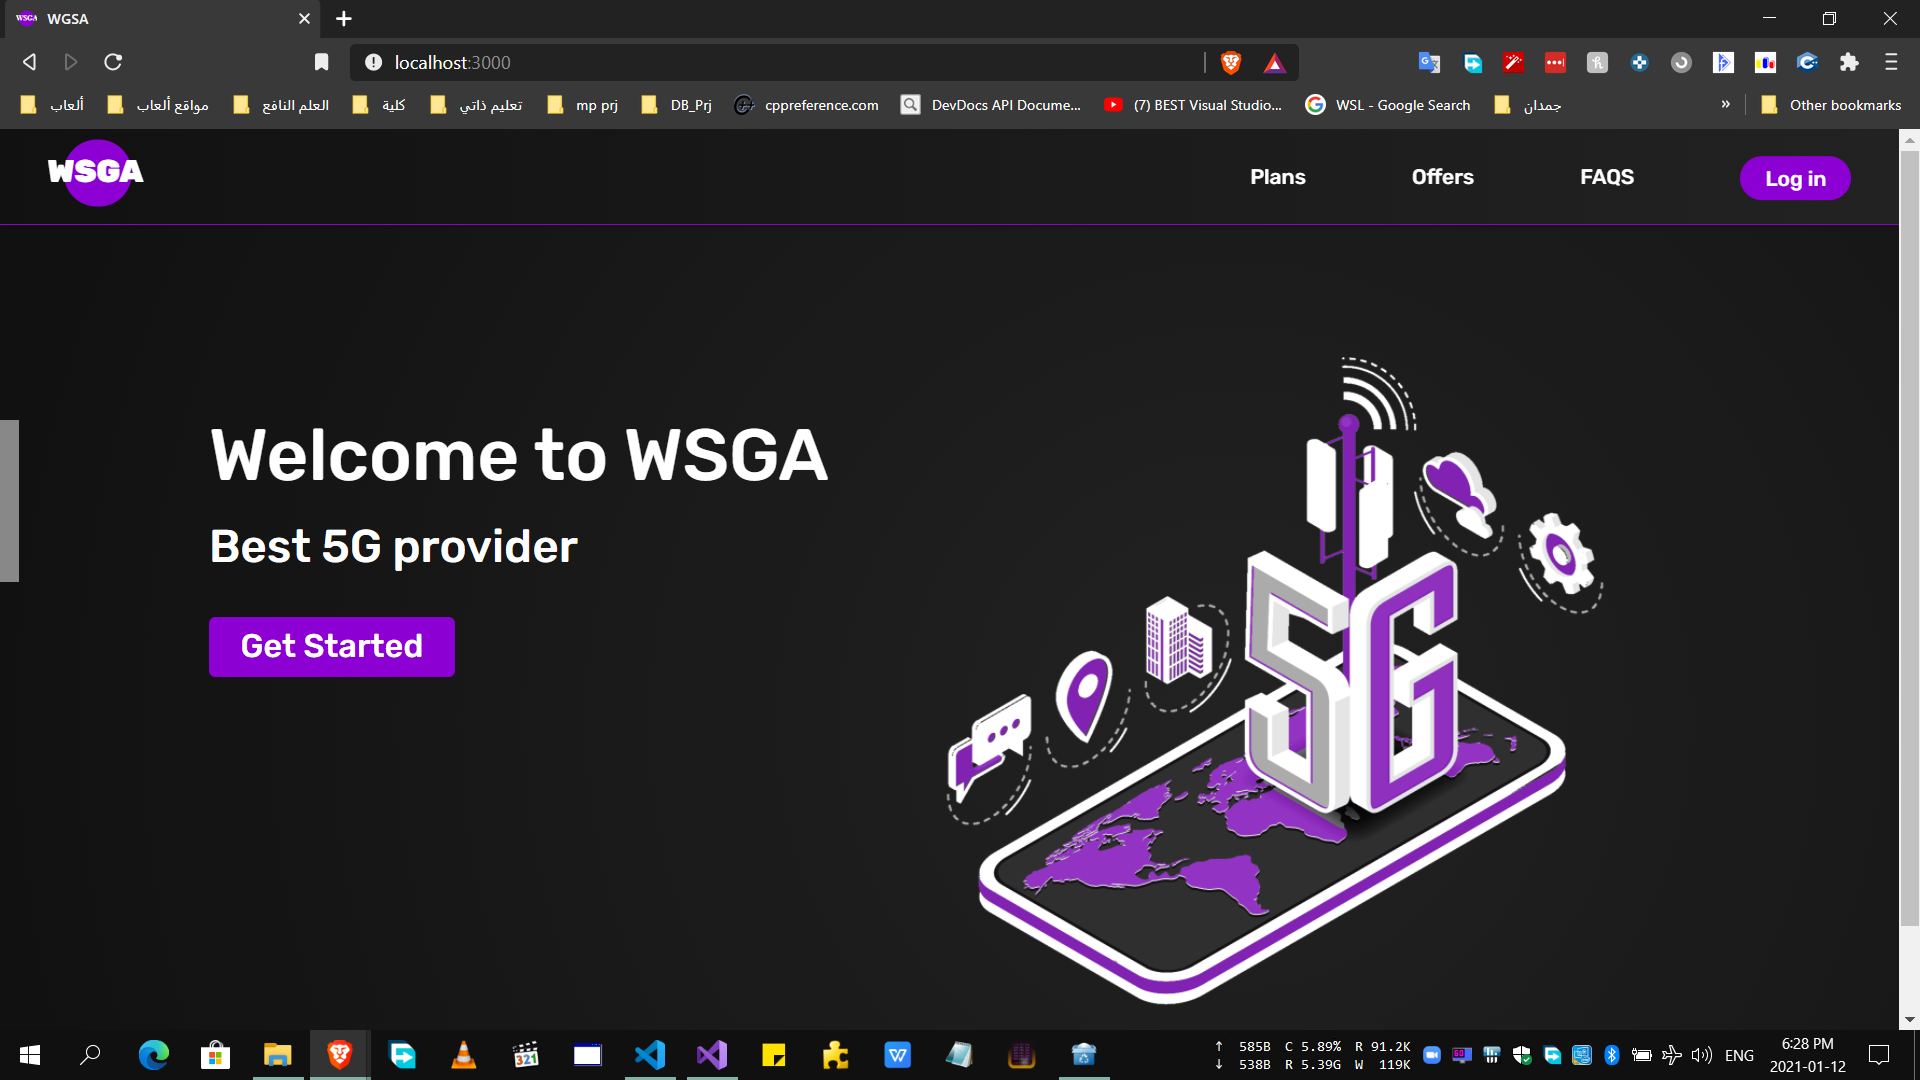 WSGA WGSA
localhost:3000
ألعاب
مواقع ألعاب
العلم النافع
كلية
تعليم ذاتي
mp prj
DB_Prj
cppreference.com
DevDocs API Docume...
(7) BEST Visual Studio...
WSL - Google Search
جمدان
»
Other bookmarks
WSGA
Plans
Offers
FAQS
Log in
Welcome to WSGA
Best 5G provider
Get Started
5G
321
↑ 585B C 5.89% R 91.2K
↓ 538B R 5.39G W 119K
ENG
6:28 PM
2021-01-12